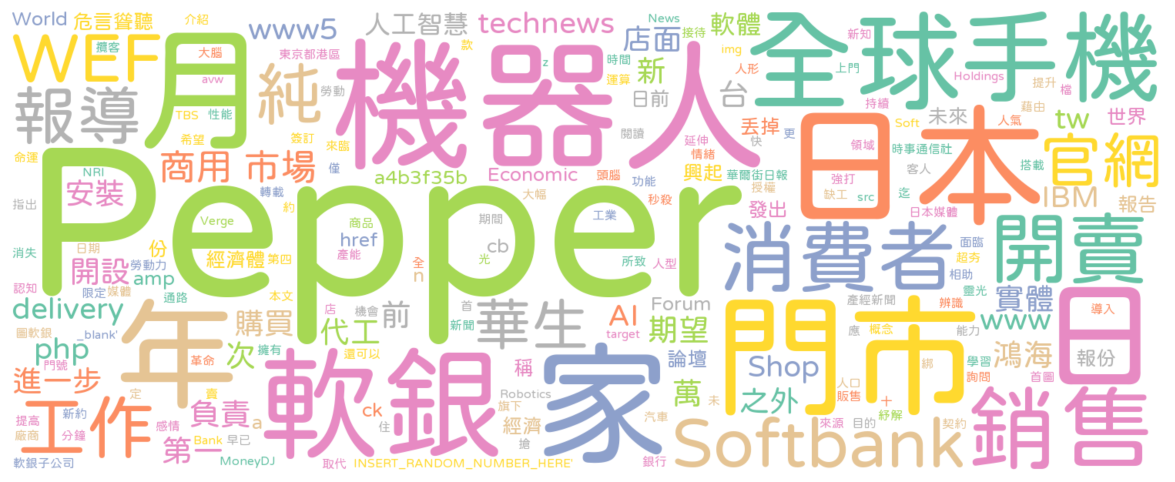 World
危言聳聽
介紹
攬客
大腦
www5
人工智慧
technews
News
接待
軟體
img
新知
上門
WEF
月
純
東京都港區
avw
勞動
機器人
款
z
店面
時間
運算
新
日前
台
人形
全球手機
Holdings
提升
檔
持續
報導
TBS
性能
希望
簽訂
來臨
僅
閱讀
延伸
快
丟掉
更
未來
藉由
tw
世界
Soft
人氣
領域
時事通信社
命運
NRI
安裝
指出
商用
市場
轉載
約
a4b3f35b
頭腦
Economic
功能
情緒
秒殺
興起
華爾街日報
授權
客人
強打
缺工
src
迄
日本
搭載
官網
IBM
報告
日本媒體
發出
Pepper
Verge
商品
產能
期間
大幅
工業
cb
光
href
全
n
所致
人型
消失
日期
份
經濟體
第四
認知
開設
勞動力
限定
媒體
amp
通路
本文
消費者
面臨
超夯
相助
靈光
開賣
delivery
圖軟銀
_blank'
年
購買
店
機會
擁有
代工
前
首
新聞
華生
Forum
AI
target
期望
產經新聞
應
概念
辨識
能力
實體
www
導入
日
php
門號
革命
次
還可以
稱
論壇
Shop
門市
綁
學習
詢問
鴻海
首圖
報份
進一步
定
賣
軟銀
家
萬
未
之外
人口
販售
+
紓解
工作
提高
新約
廠商
分鐘
感情
負責
a
第一
Bank
早已
ck
住
Robotics
旗下
經濟
搶
汽車
銀行
Softbank
來源
目的
契約
銷售
軟銀子公司
MoneyDJ
取代
INSERT_RANDOM_NUMBER_HERE'